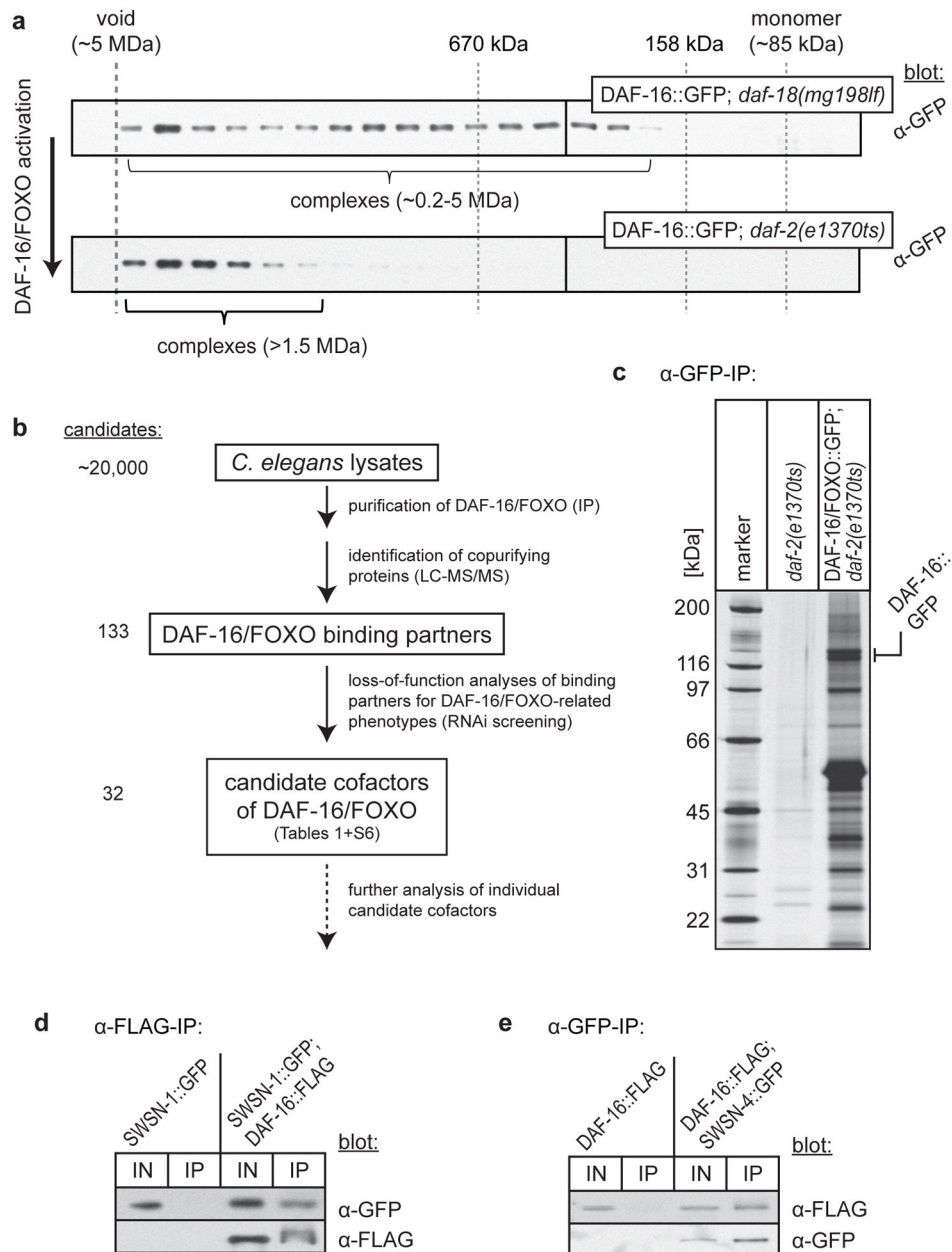 a
void
(~5 MDa)
670 kDa
158 kDa
monomer
(~85 kDa)
blot:
DAF-16::GFP; daf-18(mg198lf)
α-GFP
complexes (~0.2-5 MDa)
DAF-16/FOXO activation
DAF-16::GFP; daf-2(e1370ts)
α-GFP
complexes (>1.5 MDa)
b
candidates:
~20,000
C. elegans lysates
purification of DAF-16/FOXO (IP)
identification of copurifying
proteins (LC-MS/MS)
133
DAF-16/FOXO binding partners
loss-of-function analyses of binding
partners for DAF-16/FOXO-related
phenotypes (RNAi screening)
32
candidate cofactors
of DAF-16/FOXO
(Tables 1+S6)
further analysis of individual
candidate cofactors
c
α-GFP-IP:
[kDa]
marker
daf-2(e1370ts)
DAF-16/FOXO::GFP;
daf-2(e1370ts)
DAF-16::
GFP
200
116
97
66
45
31
22
d
α-FLAG-IP:
SWSN-1::GFP
SWSN-1::GFP;
DAF-16::FLAG
blot:
IN IP IN IP
α-GFP
α-FLAG
e
α-GFP-IP:
DAF-16::FLAG
DAF-16::FLAG;
SWSN-4::GFP
blot:
IN IP IN IP
α-FLAG
α-GFP